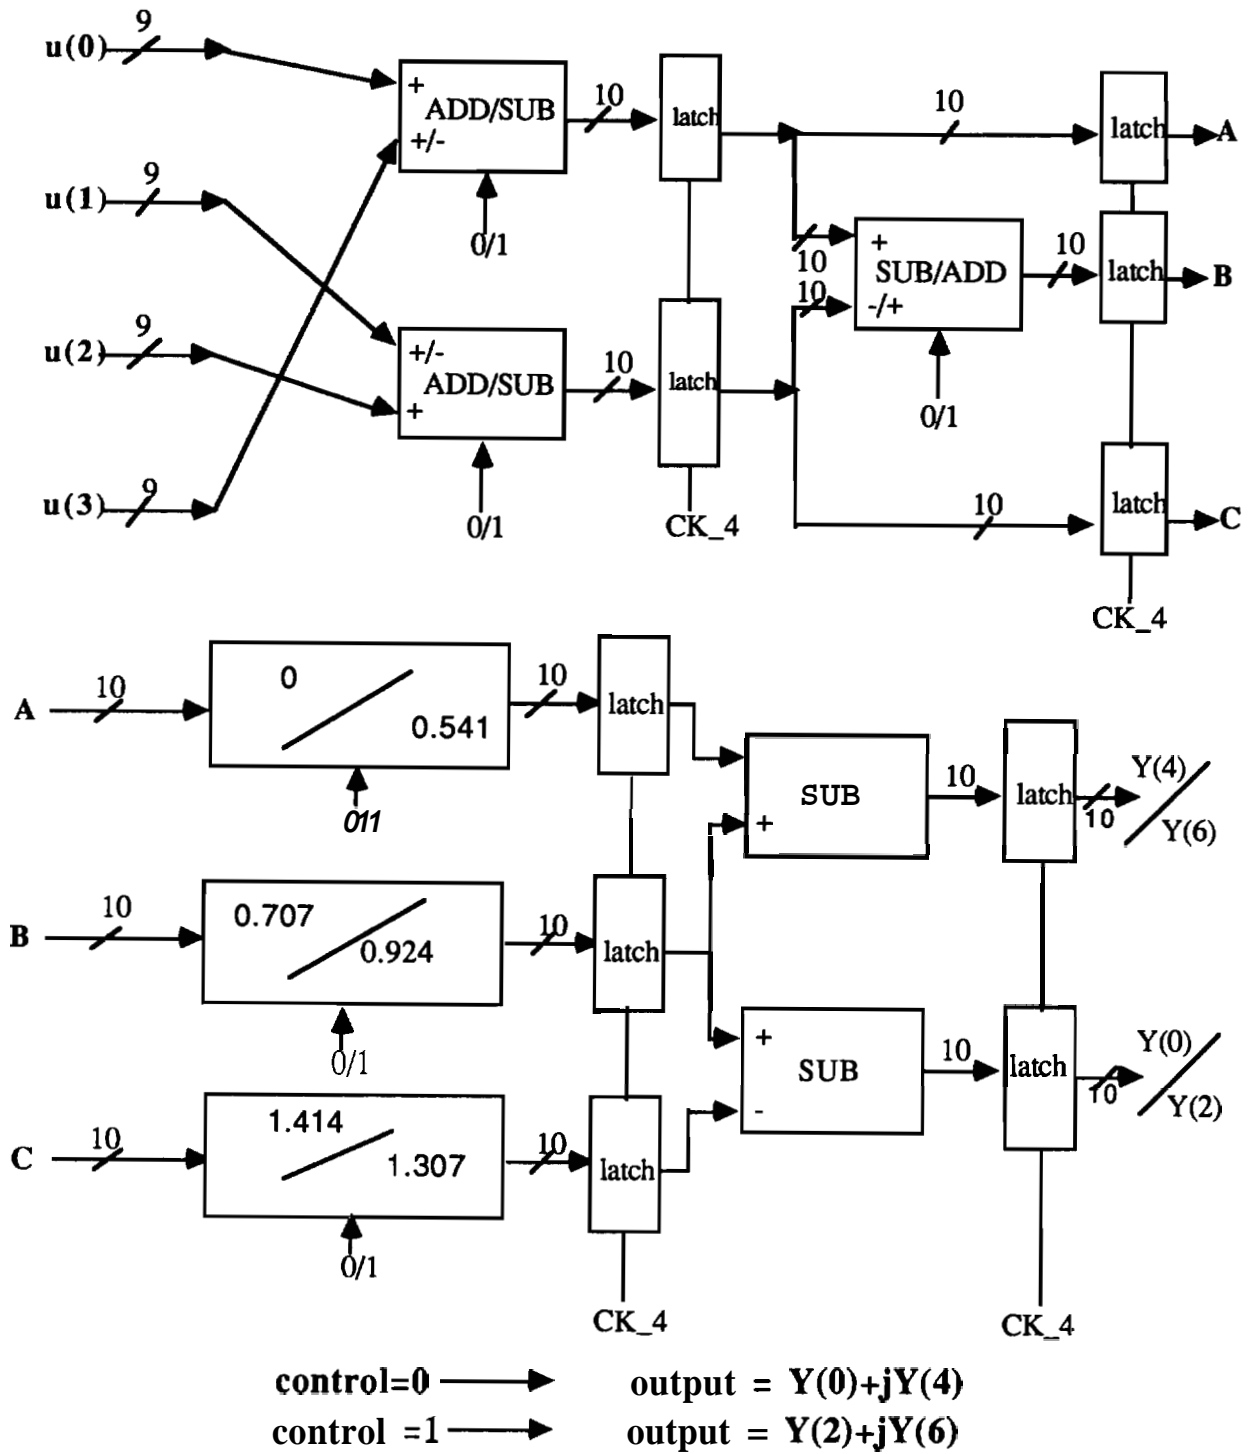 u(0) 9
+
ADD/SUB
+/-
0/1
10
latch
10
latch
A
u(1) 9
10
10
+
SUB/ADD
-/+
0/1
10
latch
B
u(2) 9
+/-
ADD/SUB
+
0/1
10
latch
u(3) 9
CK_4
10
latch
C
CK_4
A
10
0
0.541
011
10
latch
SUB
+
10
latch
10
Y(4)
Y(6)
B
10
0.707
0.924
0/1
10
latch
+
SUB
-
10
latch
10
Y(0)
Y(2)
C
10
1.414
1.307
0/1
10
latch
CK_4
CK_4
control=0
output = Y(0)+jY(4)
control =1
output = Y(2)+jY(6)